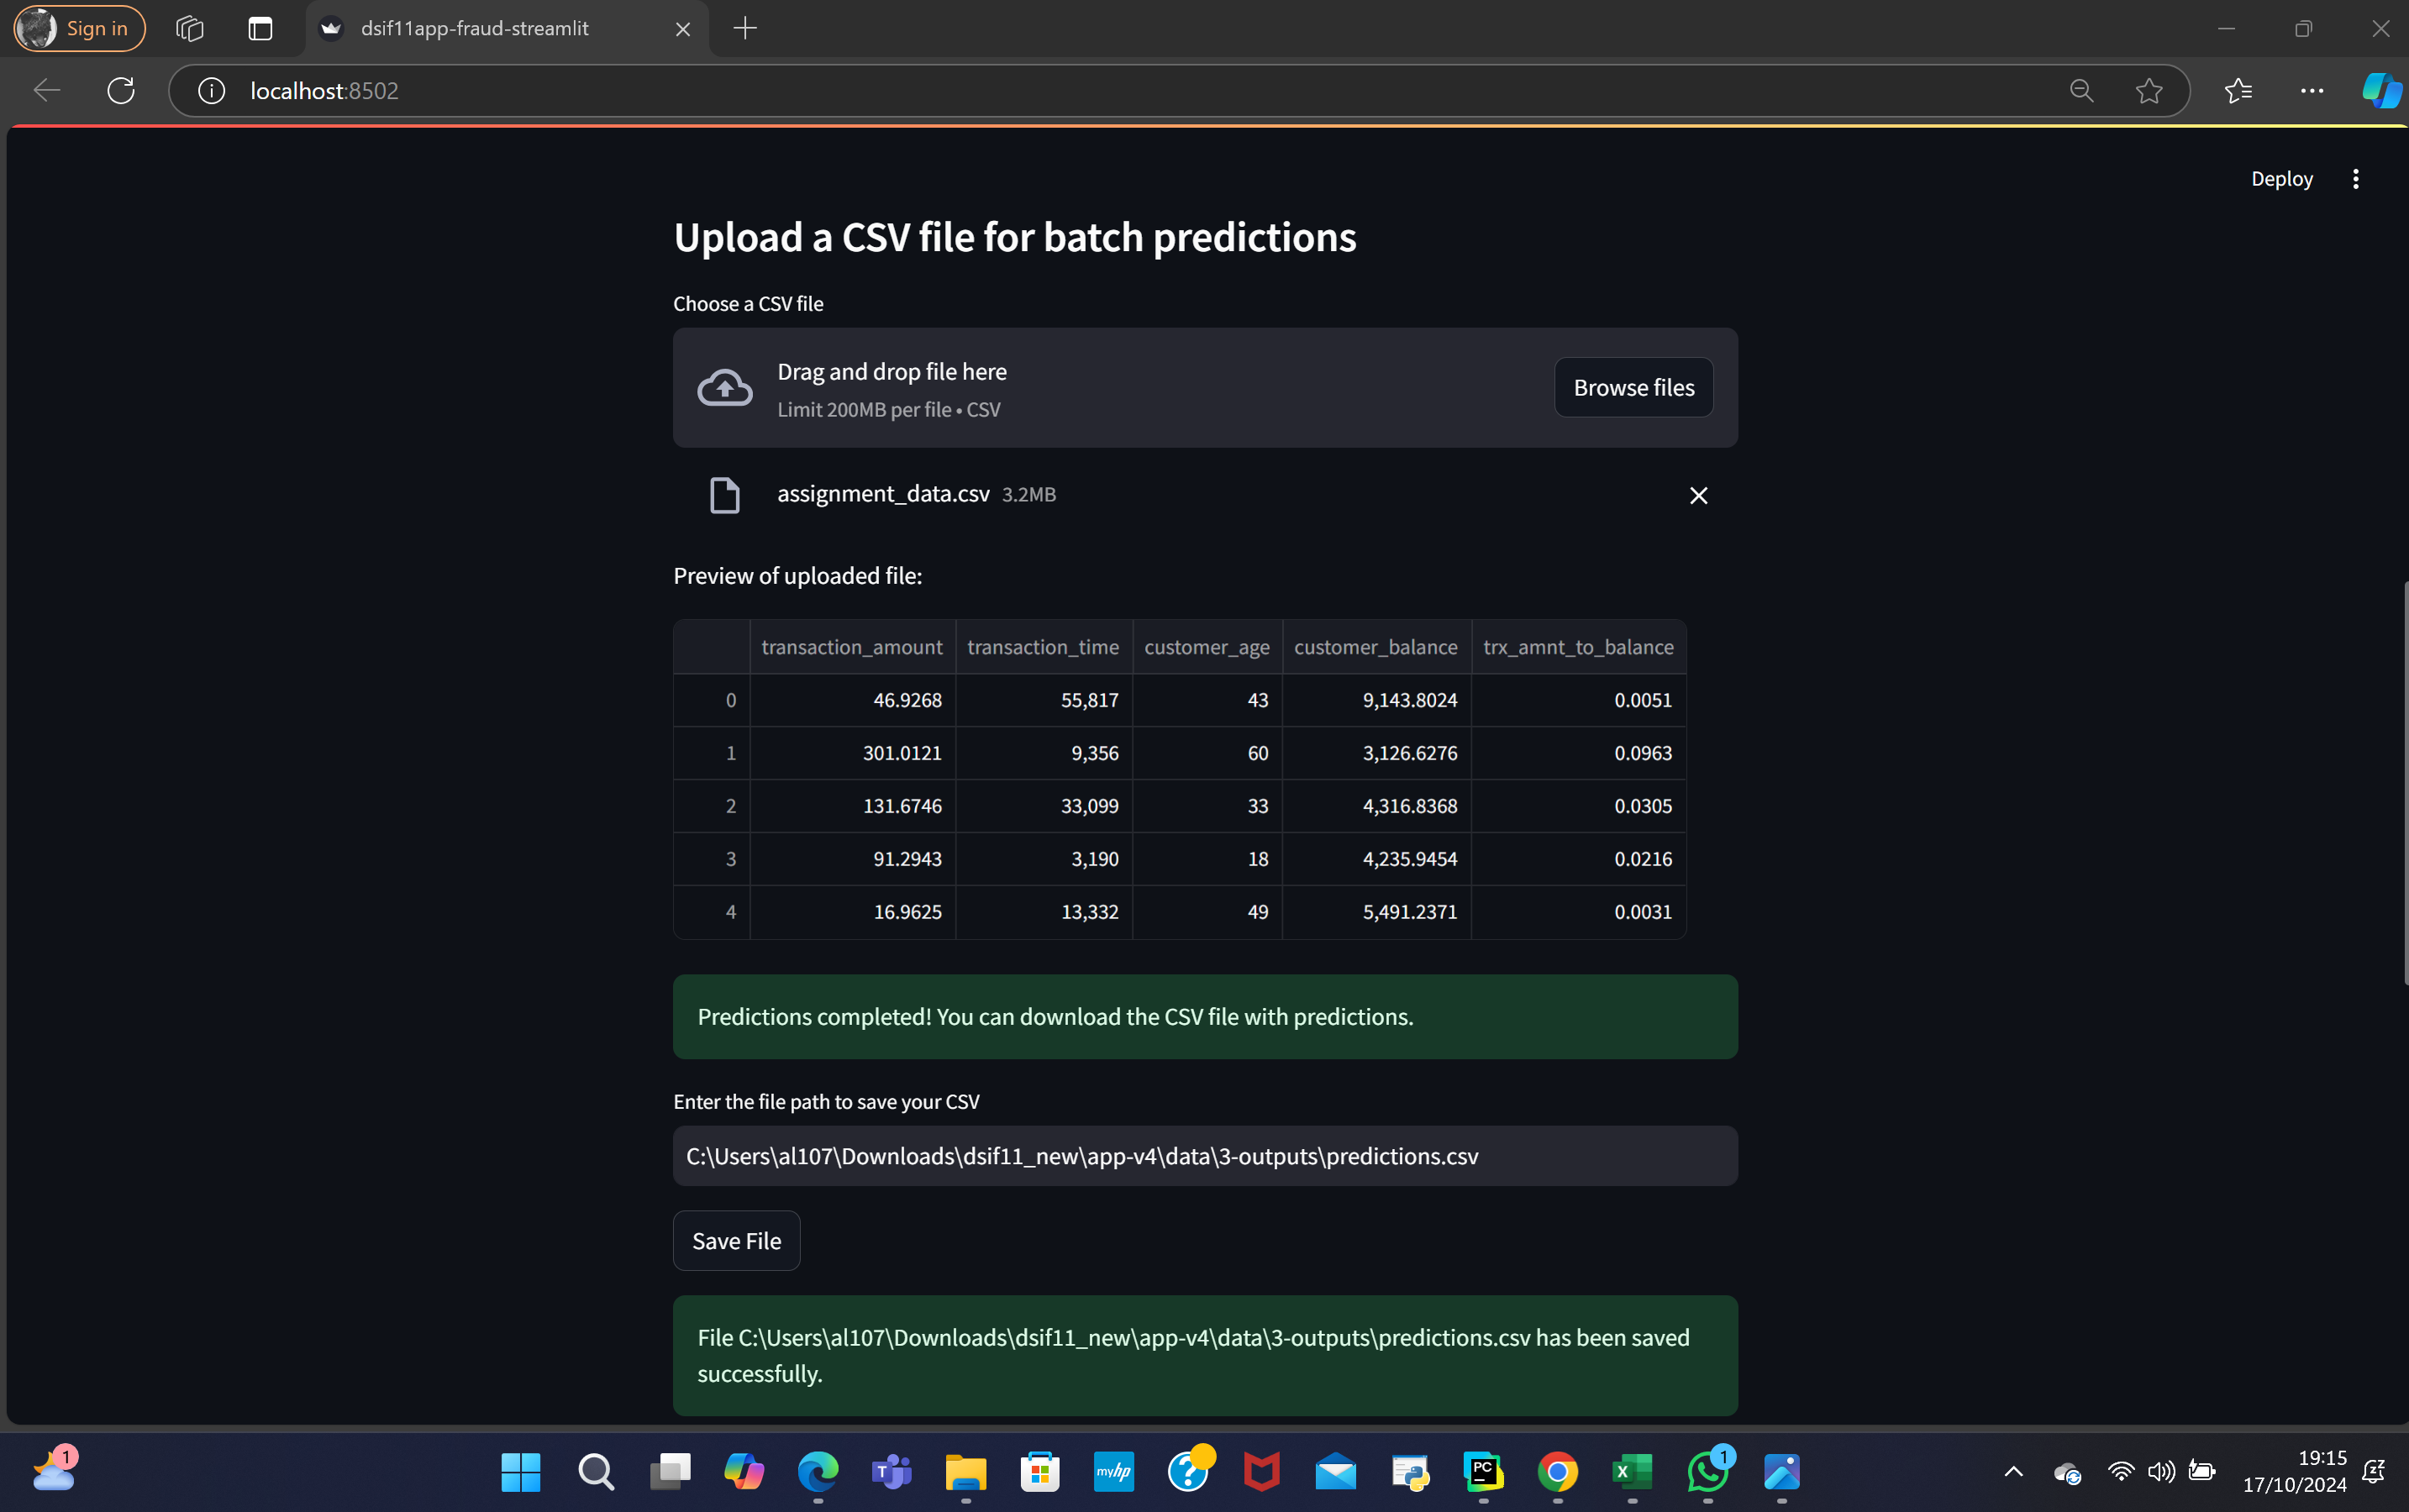 Sign in
dsif11app-fraud-streamlit
localhost:8502
Deploy
Upload a CSV file for batch predictions
Choose a CSV file
Drag and drop file here
Browse files
Limit 200MB per file • CSV
assignment_data.csv 3.2MB
Preview of uploaded file:
transaction_amount transaction_time customer_age customer_balance trx_amnt_to_balance
0 46.9268 55,817 43 9,143.8024 0.0051
1 301.0121 9,356 60 3,126.6276 0.0963
2 131.6746 33,099 33 4,316.8368 0.0305
3 91.2943 3,190 18 4,235.9454 0.0216
4 16.9625 13,332 49 5,491.2371 0.0031
Predictions completed! You can download the CSV file with predictions.
Enter the file path to save your CSV
C:\Users\al107\Downloads\dsif11_new\app-v4\data\3-outputs\predictions.csv
Save File
File C:\Users\al107\Downloads\dsif11_new\app-v4\data\3-outputs\predictions.csv has been saved
successfully.
1
T
myhp
?
PC
X
1
19:15
17/10/2024